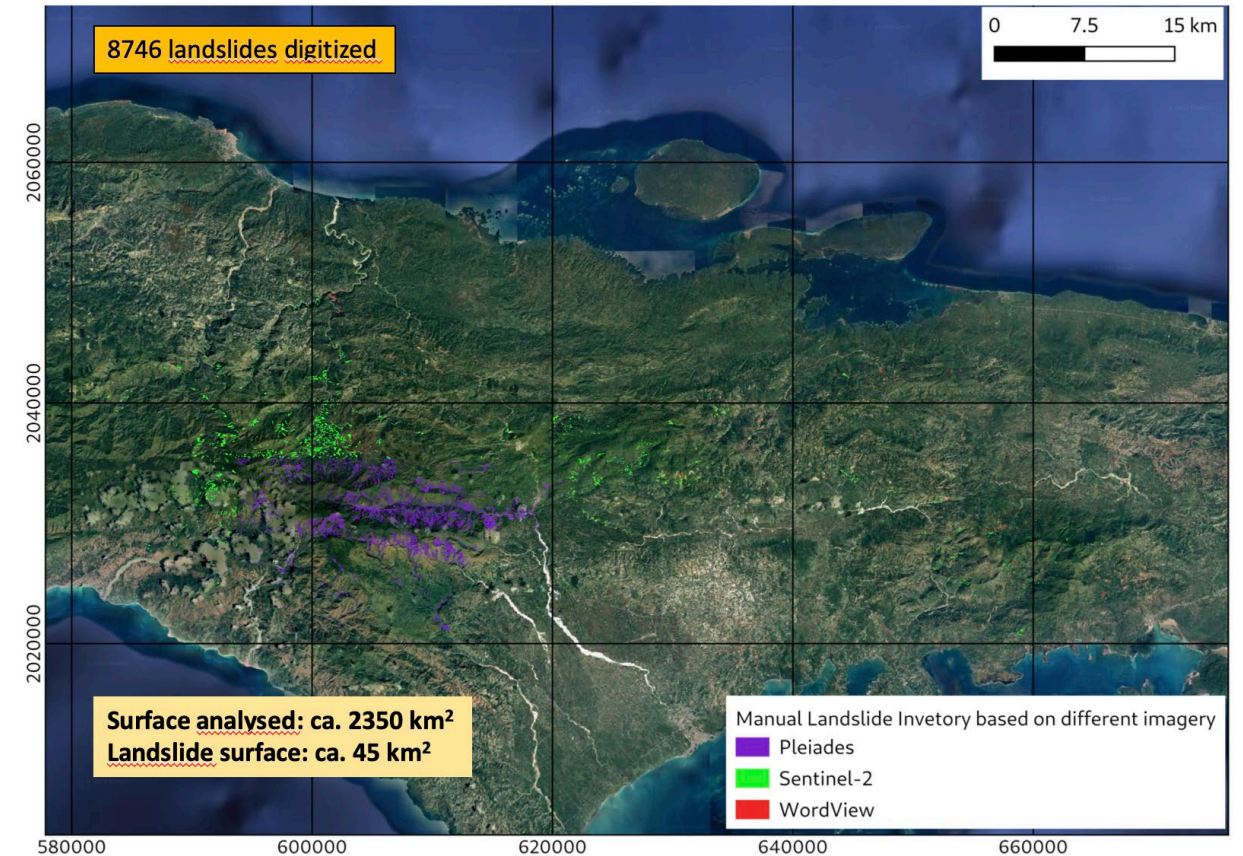 8746 landslides digitized
0 7.5 15 km
2060000
2040000
2020000
Surface analysed: ca. 2350 km²
Landslide surface: ca. 45 km²
Manual Landslide Invetory based on different imagery
Pleiades
Sentinel-2
WordView
580000 600000 620000 640000 660000